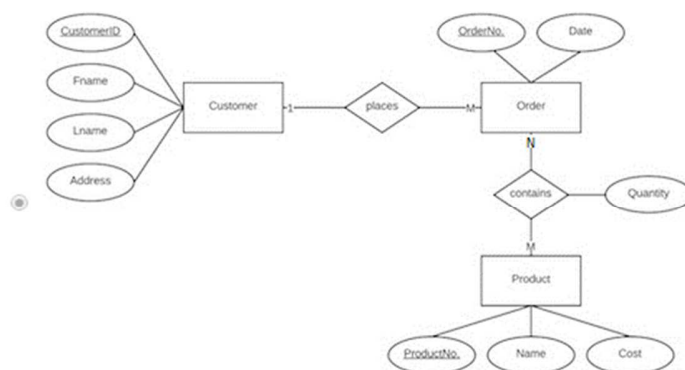 CustomerID
Fname
Lname
Address
Customer
1
places
M
OrderNo.
Date
Order
N
contains
Quantity
M
Product
ProductNo.
Name
Cost